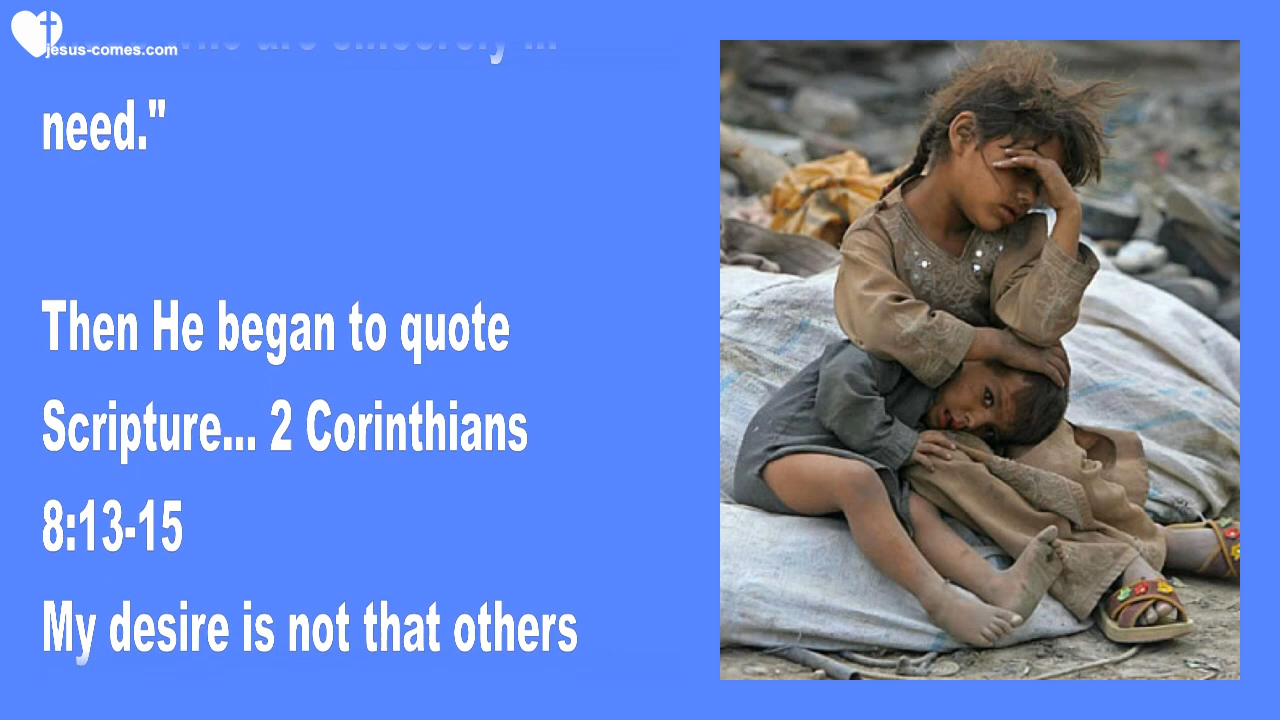 jesus-comes.com
need."
Then He began to quote
Scripture... 2 Corinthians
8:13-15
My desire is not that others